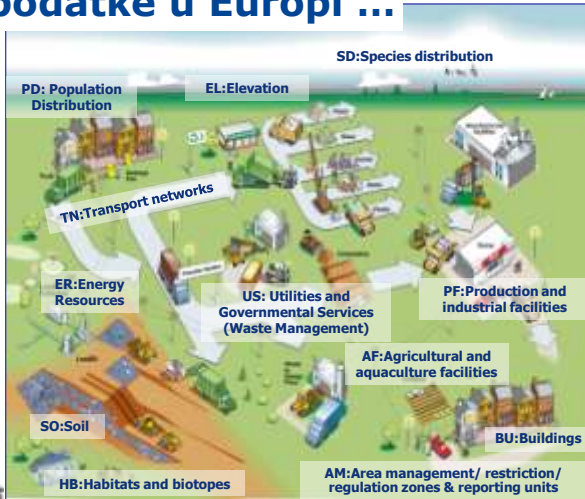 podatke u Europi ...
SD:Species distribution
PD: Population
Distribution
EL:Elevation
TN:Transport networks
ER:Energy
Resources
US: Utilities and
Governmental Services
(Waste Management)
PF:Production and
industrial facilities
AF:Agricultural and
aquaculture facilities
SO:Soil
BU:Buildings
HB:Habitats and biotopes
AM:Area management/ restriction/
regulation zones & reporting units